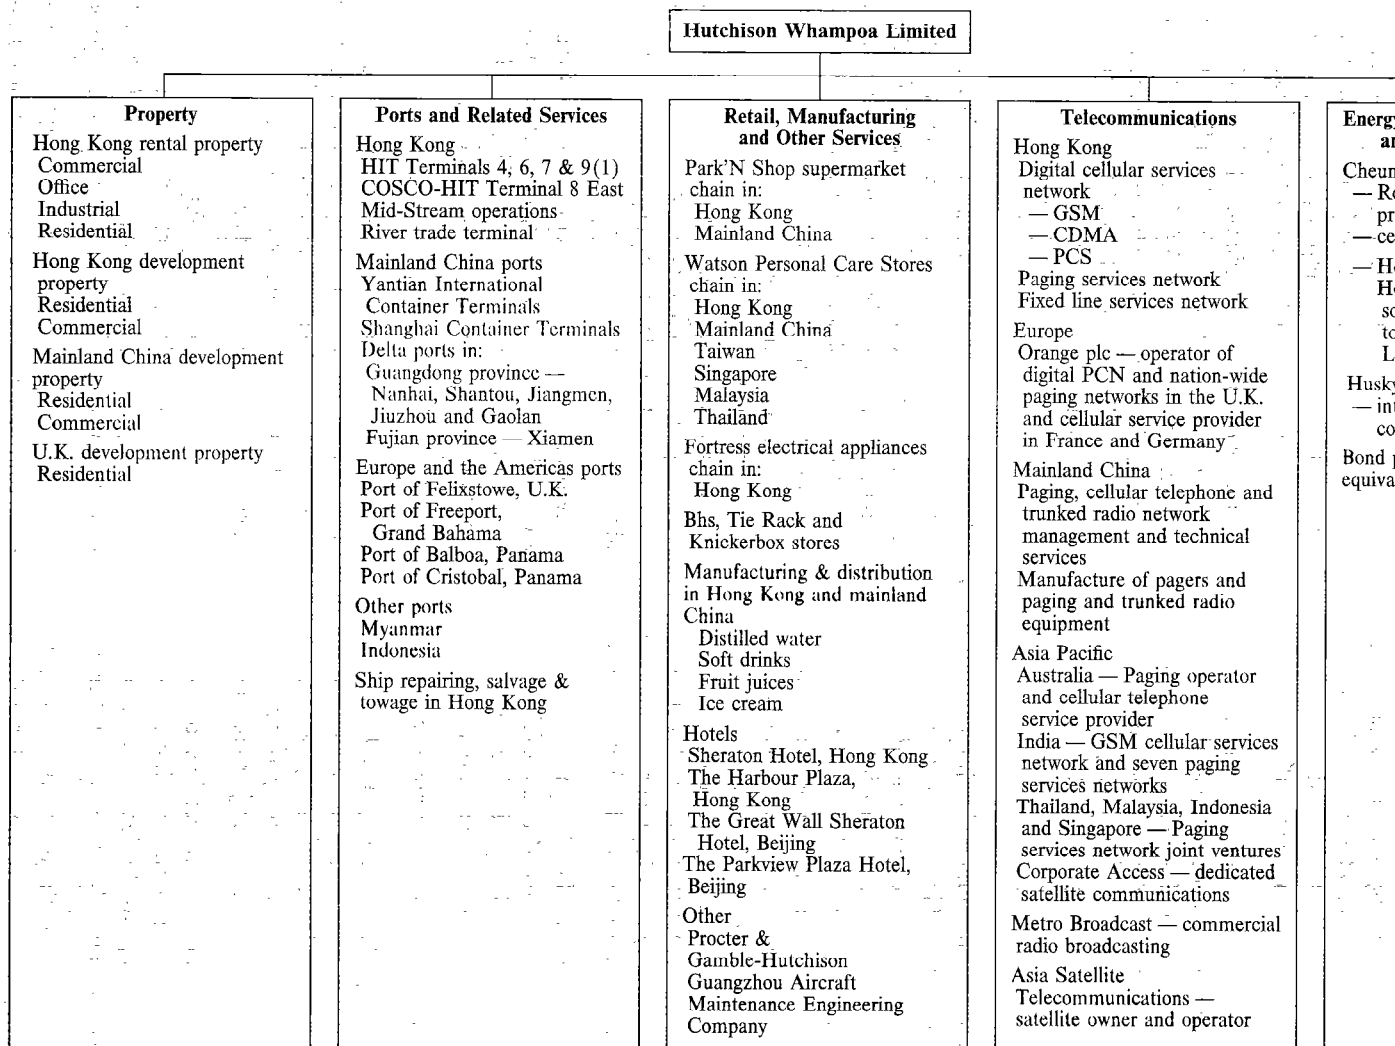 Hutchison Whampoa Limited
Property
Hong Kong rental property
Commercial
Office
Industrial
Residential
Hong Kong development
property
Residential
Commercial
Mainland China development
property
Residential
Commercial
U.K. development property
Residential
Ports and Related Services
Hong Kong
HIT Terminals 4, 6, 7 & 9(1)
COSCO-HIT Terminal 8 East
Mid-Stream operations
River trade terminal
Mainland China ports
Yantian International
Container Terminals
Shanghai Container Terminals
Delta ports in:
Guangdong province —
Nanhai, Shantou, Jiangmen,
Jiuzhou and Gaolan
Fujian province — Xiamen
Europe and the Americas ports
Port of Felixstowe, U.K.
Port of Freeport,
Grand Bahama
Port of Balboa, Panama
Port of Cristobal, Panama
Other ports
Myanmar
Indonesia
Ship repairing, salvage &
towage in Hong Kong
Retail, Manufacturing
and Other Services
Park'N Shop supermarket
chain in:
Hong Kong
Mainland China
Watson Personal Care Stores
chain in:
Hong Kong
Mainland China
Taiwan
Singapore
Malaysia
Thailand
Fortress electrical appliances
chain in:
Hong Kong
Bhs, Tie Rack and
Knickerbox stores
Manufacturing & distribution
in Hong Kong and mainland
China
Distilled water
Soft drinks
Fruit juices
Ice cream
Hotels
Sheraton Hotel, Hong Kong
The Harbour Plaza,
Hong Kong
The Great Wall Sheraton
Hotel, Beijing
The Parkview Plaza Hotel,
Beijing
Other
Procter &
Gamble-Hutchison
Guangzhou Aircraft
Maintenance Engineering
Company
Telecommunications
Hong Kong
Digital cellular services
network
— GSM
— CDMA
— PCS
Paging services network
Fixed line services network
Europe
Orange plc — operator of
digital PCN and nation-wide
paging networks in the U.K.
and cellular service provider
in France and Germany
Mainland China
Paging, cellular telephone and
trunked radio network
management and technical
services
Manufacture of pagers and
paging and trunked radio
equipment
Asia Pacific
Australia — Paging operator
and cellular telephone
service provider
India — GSM cellular services
network and seven paging
services networks
Thailand, Malaysia, Indonesia
and Singapore — Paging
services network joint ventures
Corporate Access — dedicated
satellite communications
Metro Broadcast — commercial
radio broadcasting
Asia Satellite
Telecommunications —
satellite owner and operator
Energy
Husky
Bond